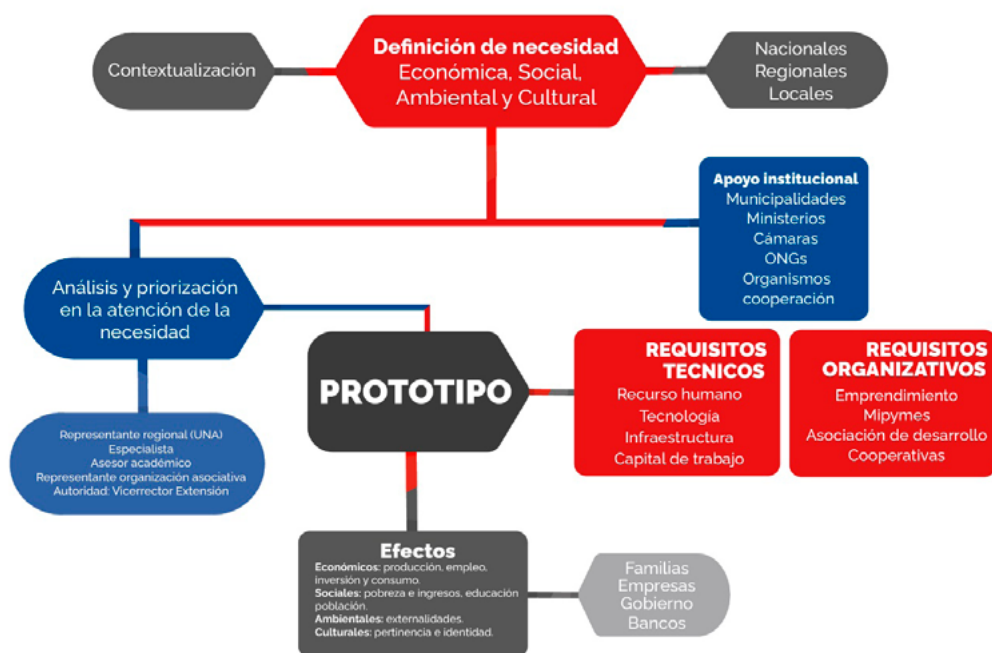 Contextualización
Definición de necesidad
Económica, Social,
Ambiental y Cultural
Nacionales
Regionales
Locales
Apoyo institucional
Municipalidades
Ministerios
Cámaras
ONGs
Organismos
cooperación
Análisis y priorización
en la atención de la
necesidad
Representante regional (UNA)
Especialista
Asesor académico
Representante organización asociativa
Autoridad: Vicerrector Extensión
PROTOTIPO
REQUISITOS
TECNICOS
Recurso humano
Tecnología
Infraestructura
Capital de trabajo
REQUISITOS
ORGANIZATIVOS
Emprendimiento
Mipymes
Asociación de desarrollo
Cooperativas
Efectos
Económicos: producción, empleo,
inversión y consumo.
Sociales: pobreza e ingresos, educación
población.
Ambientales: externalidades.
Culturales: pertinencia e identidad.
Familias
Empresas
Gobierno
Bancos